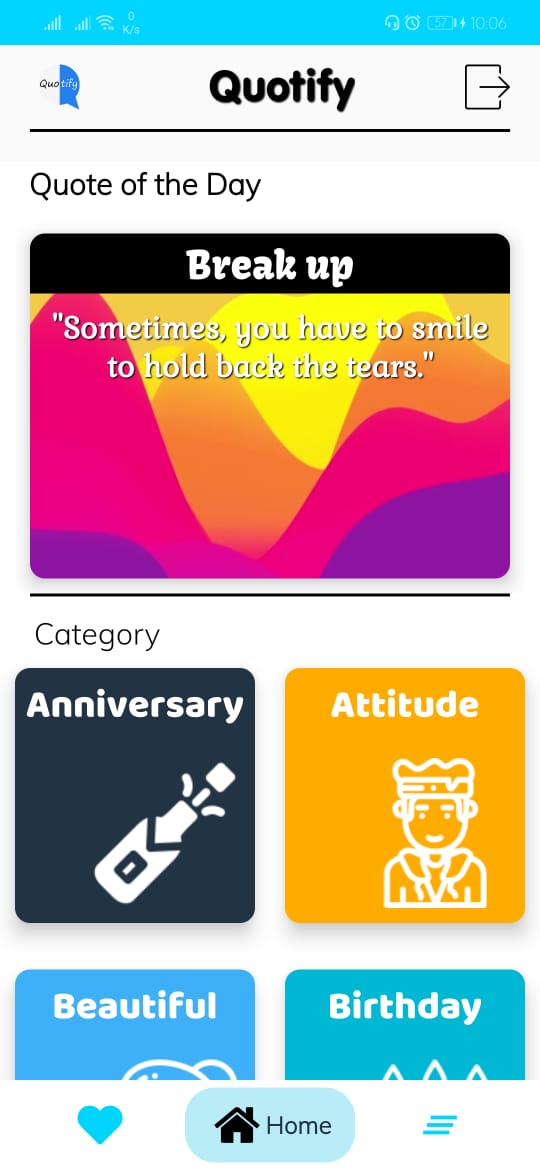 0
K/s
57
10:06
Quotify
Quotify
Quote of the Day
Break up
"Sometimes, you have to smile
to hold back the tears."
Category
Anniversary
Attitude
Beautiful
Birthday
Home